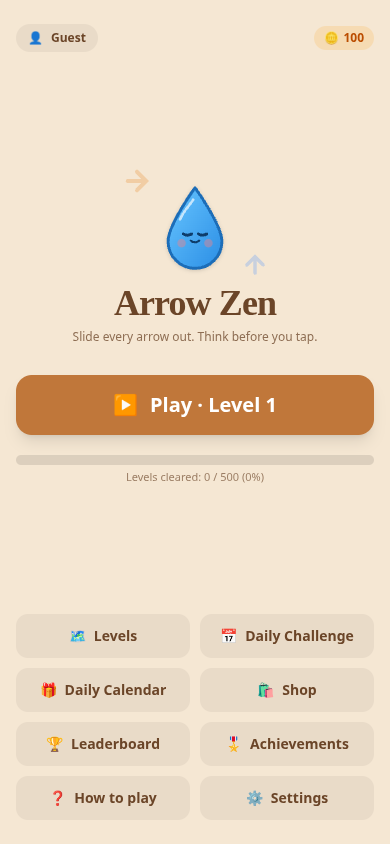 Guest
100
Arrow Zen
Slide every arrow out. Think before you tap.
Play · Level 1
Levels cleared: 0 / 500 (0%)
Levels
Daily Challenge
Daily Calendar
Shop
Leaderboard
Achievements
How to play
Settings